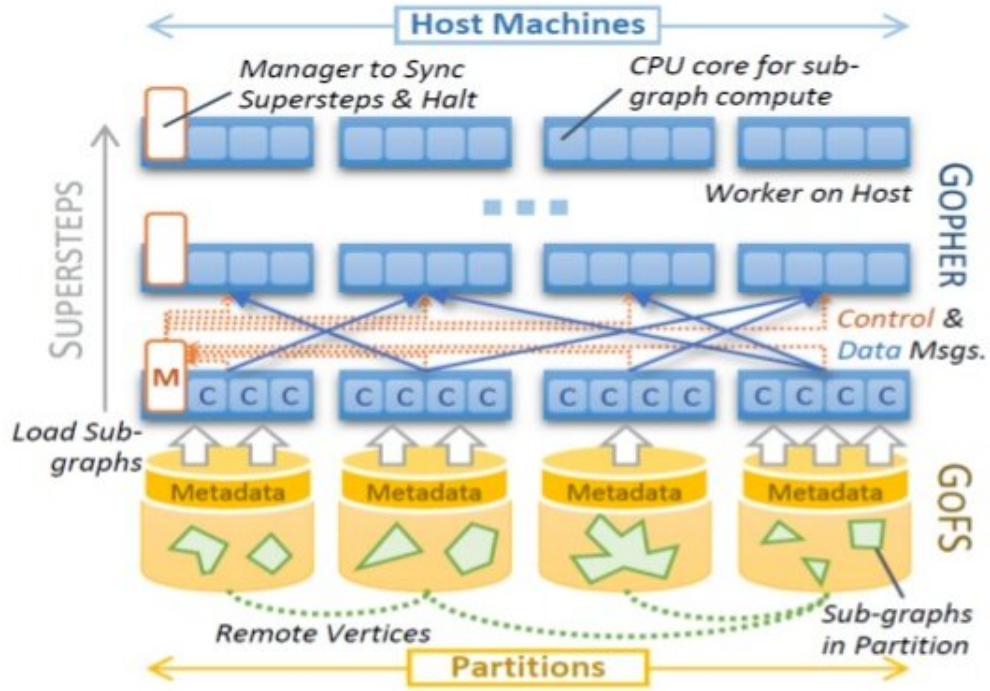 Host Machines
Manager to Sync
Supersteps & Halt
CPU core for sub-
graph compute
Worker on Host
SUPERSTEPS
GOPHER
Control &
Data Msgs.
M C C C
C C C C
C C C C
C C C C
Load Sub-
graphs
Metadata
Metadata
Metadata
Metadata
GOFS
Remote Vertices
Sub-graphs
in Partition
Partitions